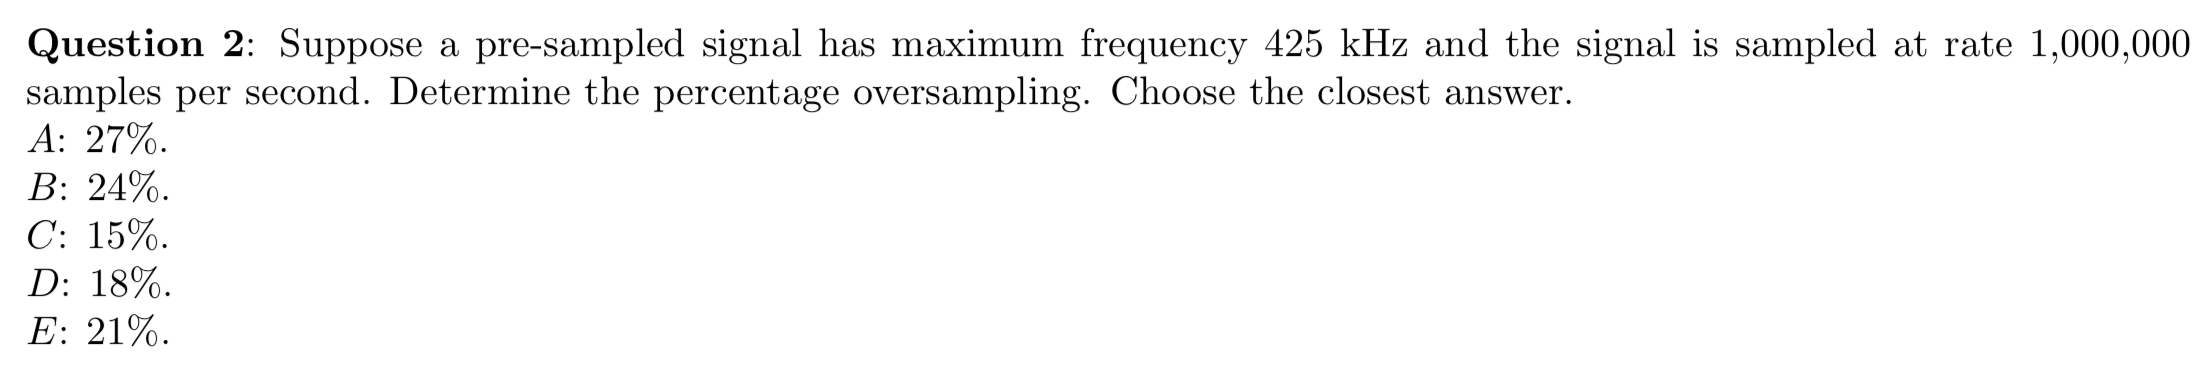 Question 2: Suppose a pre-sampled signal has maximum frequency 425 kHz and the signal is sampled at rate 1,000,000
samples per second. Determine the percentage oversampling. Choose the closest answer.
A: 27%.
B: 24%.
C: 15%.
D: 18%.
E: 21%.